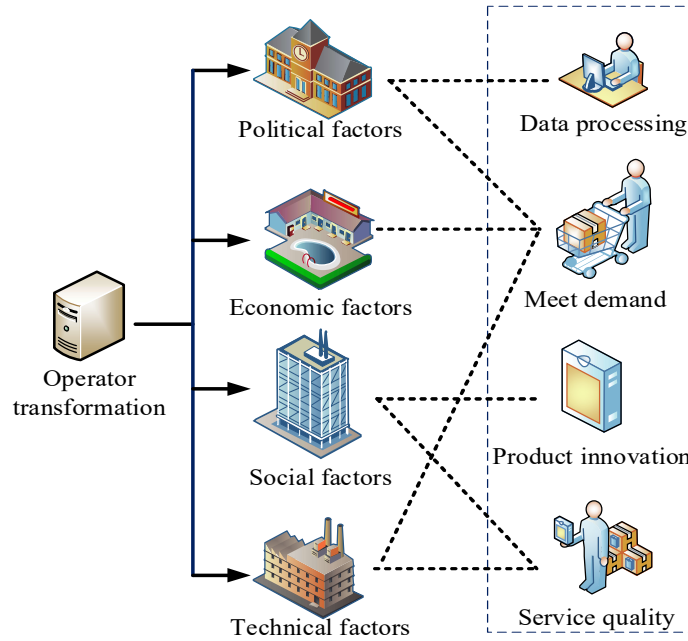 Political factors
Data processing
Economic factors
Meet demand
Operator
transformation
Social factors
Product innovation
Technical factors
Service quality